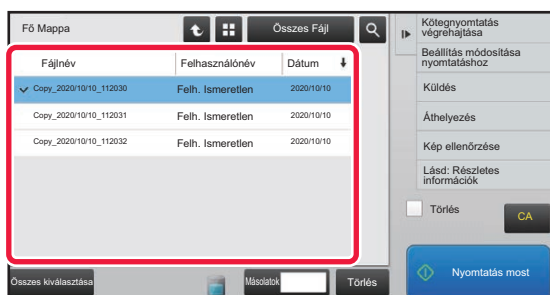 Fő Mappa
Összes Fájl
Fájlnév Felhasználónév Dátum
Copy_2020/10/10_112030 Felh. Ismeretlen 2020/10/10
Copy_2020/10/10_112031 Felh. Ismeretlen 2020/10/10
Copy_2020/10/10_112032 Felh. Ismeretlen 2020/10/10
Összes kiválasztása
Másolatok
Törlés
Kötegnyomtatás
végrehajtása
Beállítás módosítása
nyomtatáshoz
Küldés
Áthelyezés
Kép ellenőrzése
Lásd: Részletes
információk
Törlés
CA
Nyomtatás most